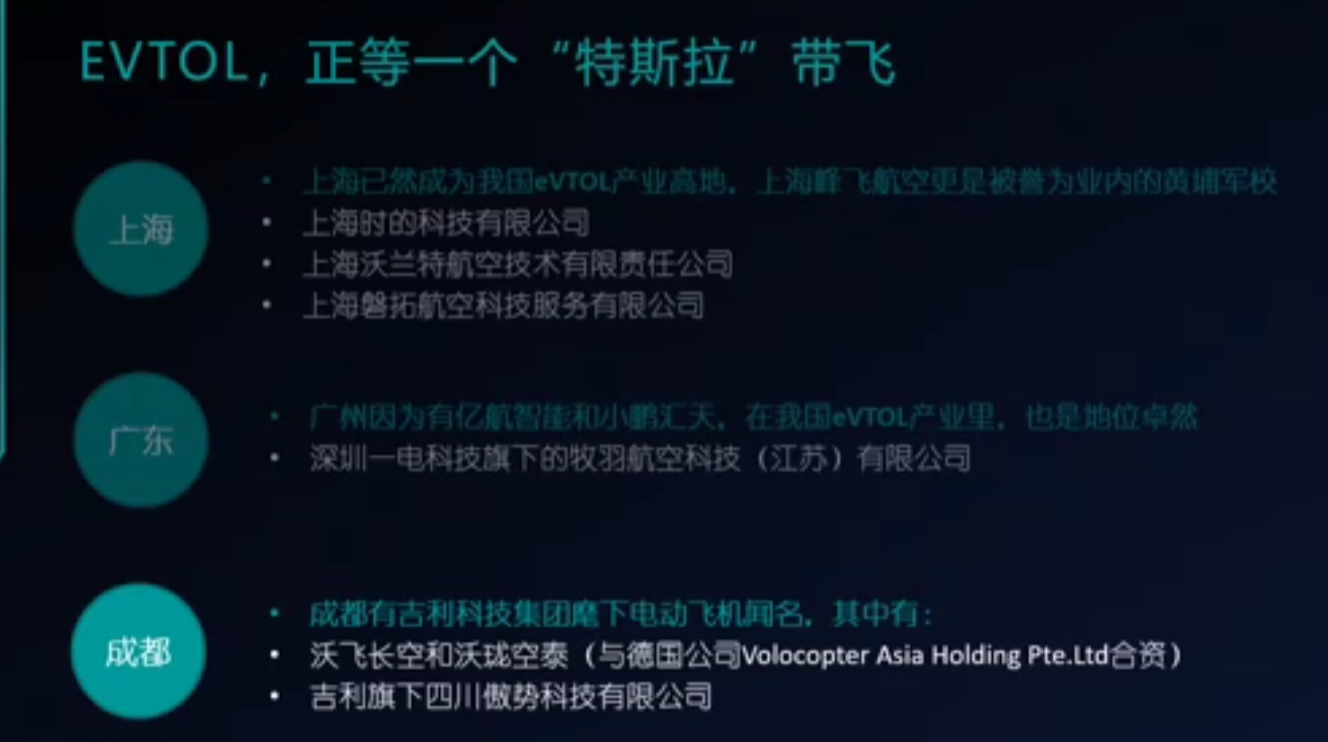 EVTOL，正等一个“特斯拉”带飞
上海
• 上海已然成为我国eVTOL产业高地，上海峰飞航空更是被誉为业内的黄埔军校
• 上海时的科技有限公司
• 上海沃兰特航空技术有限责任公司
• 上海磐拓航空科技服务有限公司
广东
• 广州因为有亿航智能和小鹏汇天，在我国eVTOL产业里，也是地位卓然
• 深圳一电科技旗下的牧羽航空科技（江苏）有限公司
成都
• 成都有吉利科技集团麾下电动飞机闻名，其中有：
• 沃飞长空和沃珑空泰（与德国公司Volocopter Asia Holding Pte.Ltd合资）
• 吉利旗下四川傲势科技有限公司